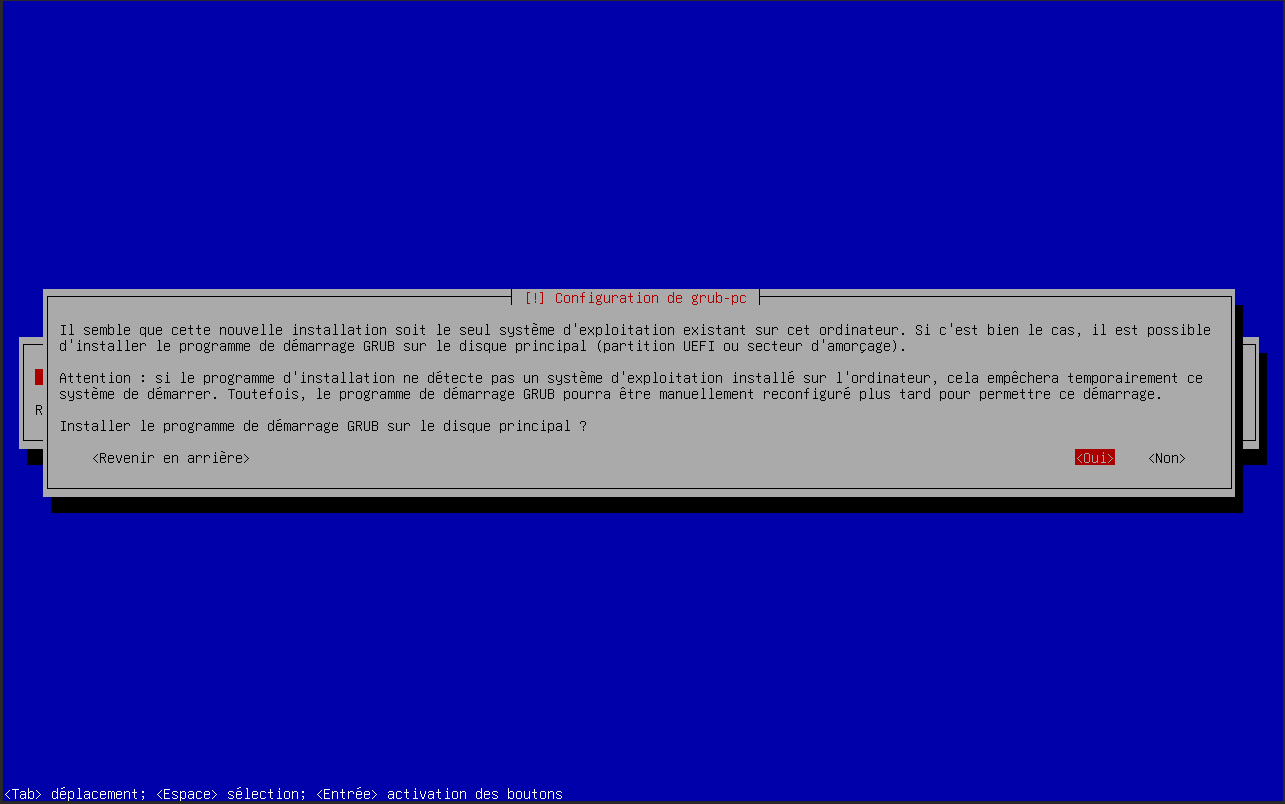 [!] Configuration de grub-pc
Il semble que cette nouvelle installation soit le seul système d'exploitation existant sur cet ordinateur. Si c'est bien le cas, il est possible
d'installer le programme de démarrage GRUB sur le disque principal (partition UEFI ou secteur d'amorçage).
Attention : si le programme d'installation ne détecte pas un système d'exploitation installé sur l'ordinateur, cela empêchera temporairement ce
système de démarrer. Toutefois, le programme de démarrage GRUB pourra être manuellement reconfiguré plus tard pour permettre ce démarrage.
R
Installer le programme de démarrage GRUB sur le disque principal ?
<Revenir en arrière> <Oui> <Non>
<Tab> déplacement; <Espace> sélection; <Entrée> activation des boutons